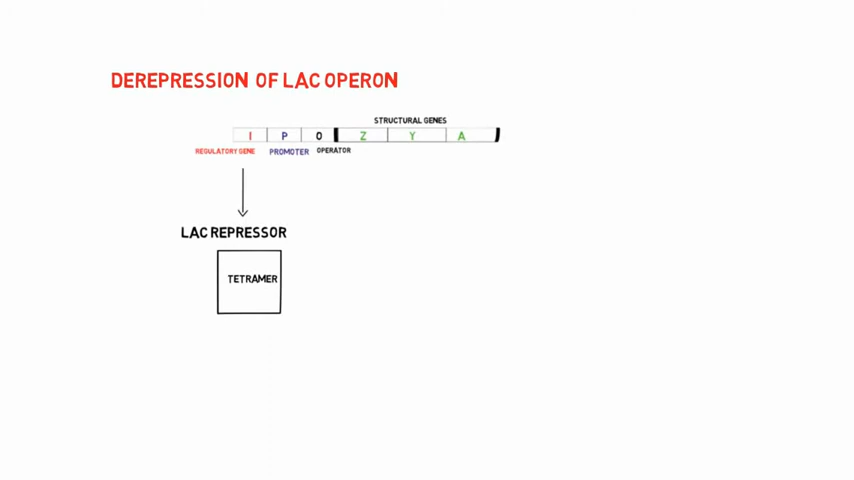 DEREPRESSION OF LAC OPERON
STRUCTURAL GENES
I P O Z Y A
REGULATORY GENE PROMOTER OPERATOR
LAC REPRESSOR
TETRAMER